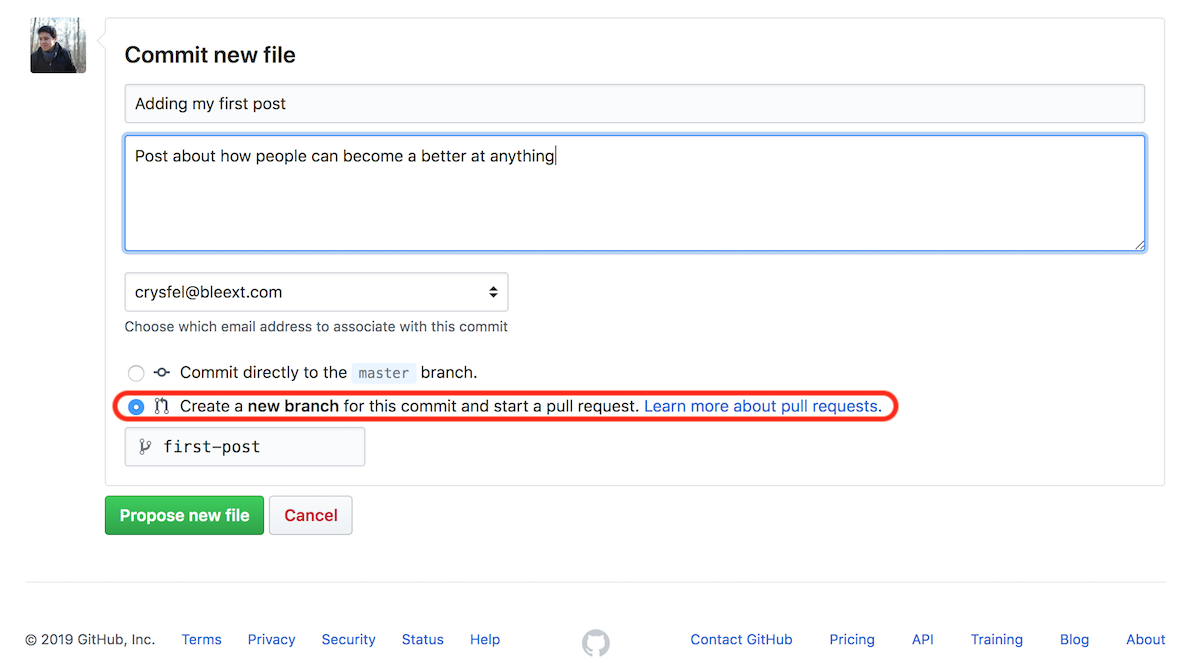 Commit new file
Adding my first post
Post about how people can become a better at anything
crysfel@bleext.com
Choose which email address to associate with this commit
Commit directly to the master branch.
Create a new branch for this commit and start a pull request. Learn more about pull requests.
first-post
Propose new file Cancel
© 2019 GitHub, Inc. Terms Privacy Security Status Help Contact GitHub Pricing API Training Blog About